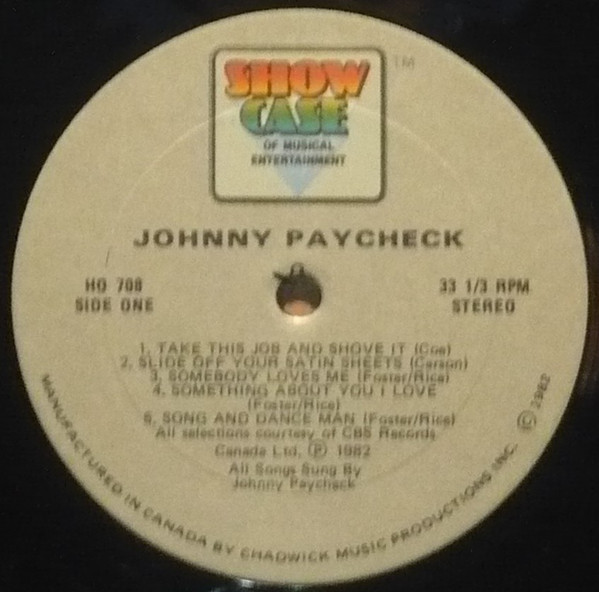 SHOW
CASE
OF MUSICAL
ENTERTAINMENT
TM
JOHNNY PAYCHECK
HQ 708
SIDE ONE
33 1/3 RPM
STEREO
1. TAKE THIS JOB AND SHOVE IT (Coe)
2. SLIDE OFF YOUR SATIN SHEETS (Carson)
3. SOMEBODY LOVES ME (Foster/Rice)
4. SOMETHING ABOUT YOU I LOVE
(Foster/Rice)
5. SONG AND DANCE MAN (Foster/Rice)
All selections courtesy of CBS Records
Canada Ltd. Ⓟ 1982
All Songs Sung By
Johnny Paycheck
MANUFACTURED IN CANADA BY CHADWICK MUSIC PRODUCTIONS INC. © 1982